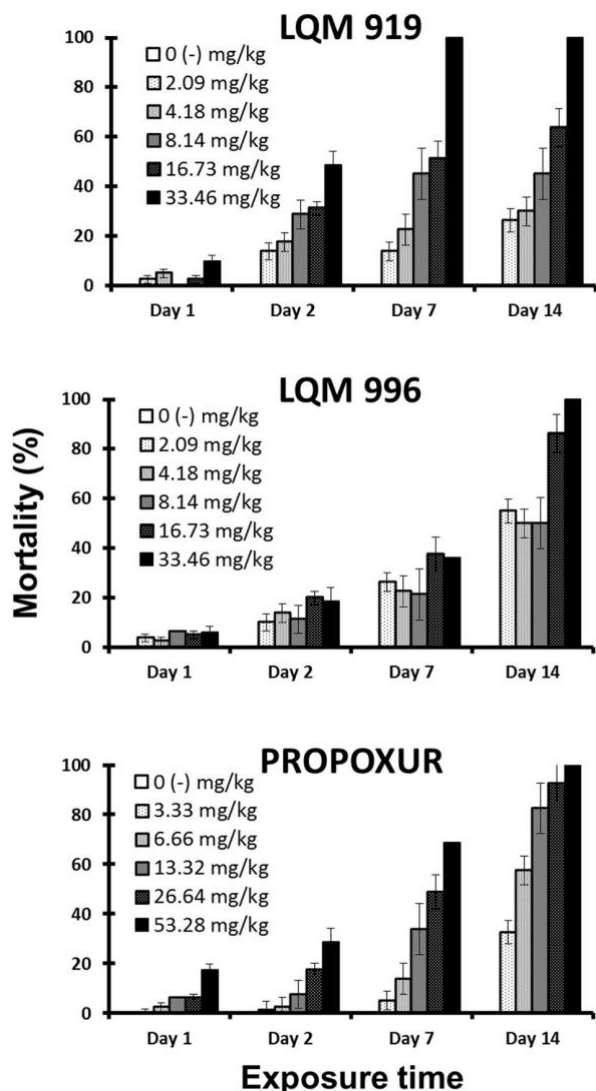 LQM 919
100
80
60
40
20
0
0 (-) mg/kg
2.09 mg/kg
4.18 mg/kg
8.14 mg/kg
16.73 mg/kg
33.46 mg/kg
Day 1 Day 2 Day 7 Day 14
LQM 996
Mortality (%)
100
80
60
40
20
0
0 (-) mg/kg
2.09 mg/kg
4.18 mg/kg
8.14 mg/kg
16.73 mg/kg
33.46 mg/kg
Day 1 Day 2 Day 7 Day 14
PROPOXUR
100
80
60
40
20
0
0 (-) mg/kg
3.33 mg/kg
6.66 mg/kg
13.32 mg/kg
26.64 mg/kg
53.28 mg/kg
Day 1 Day 2 Day 7 Day 14
Exposure time